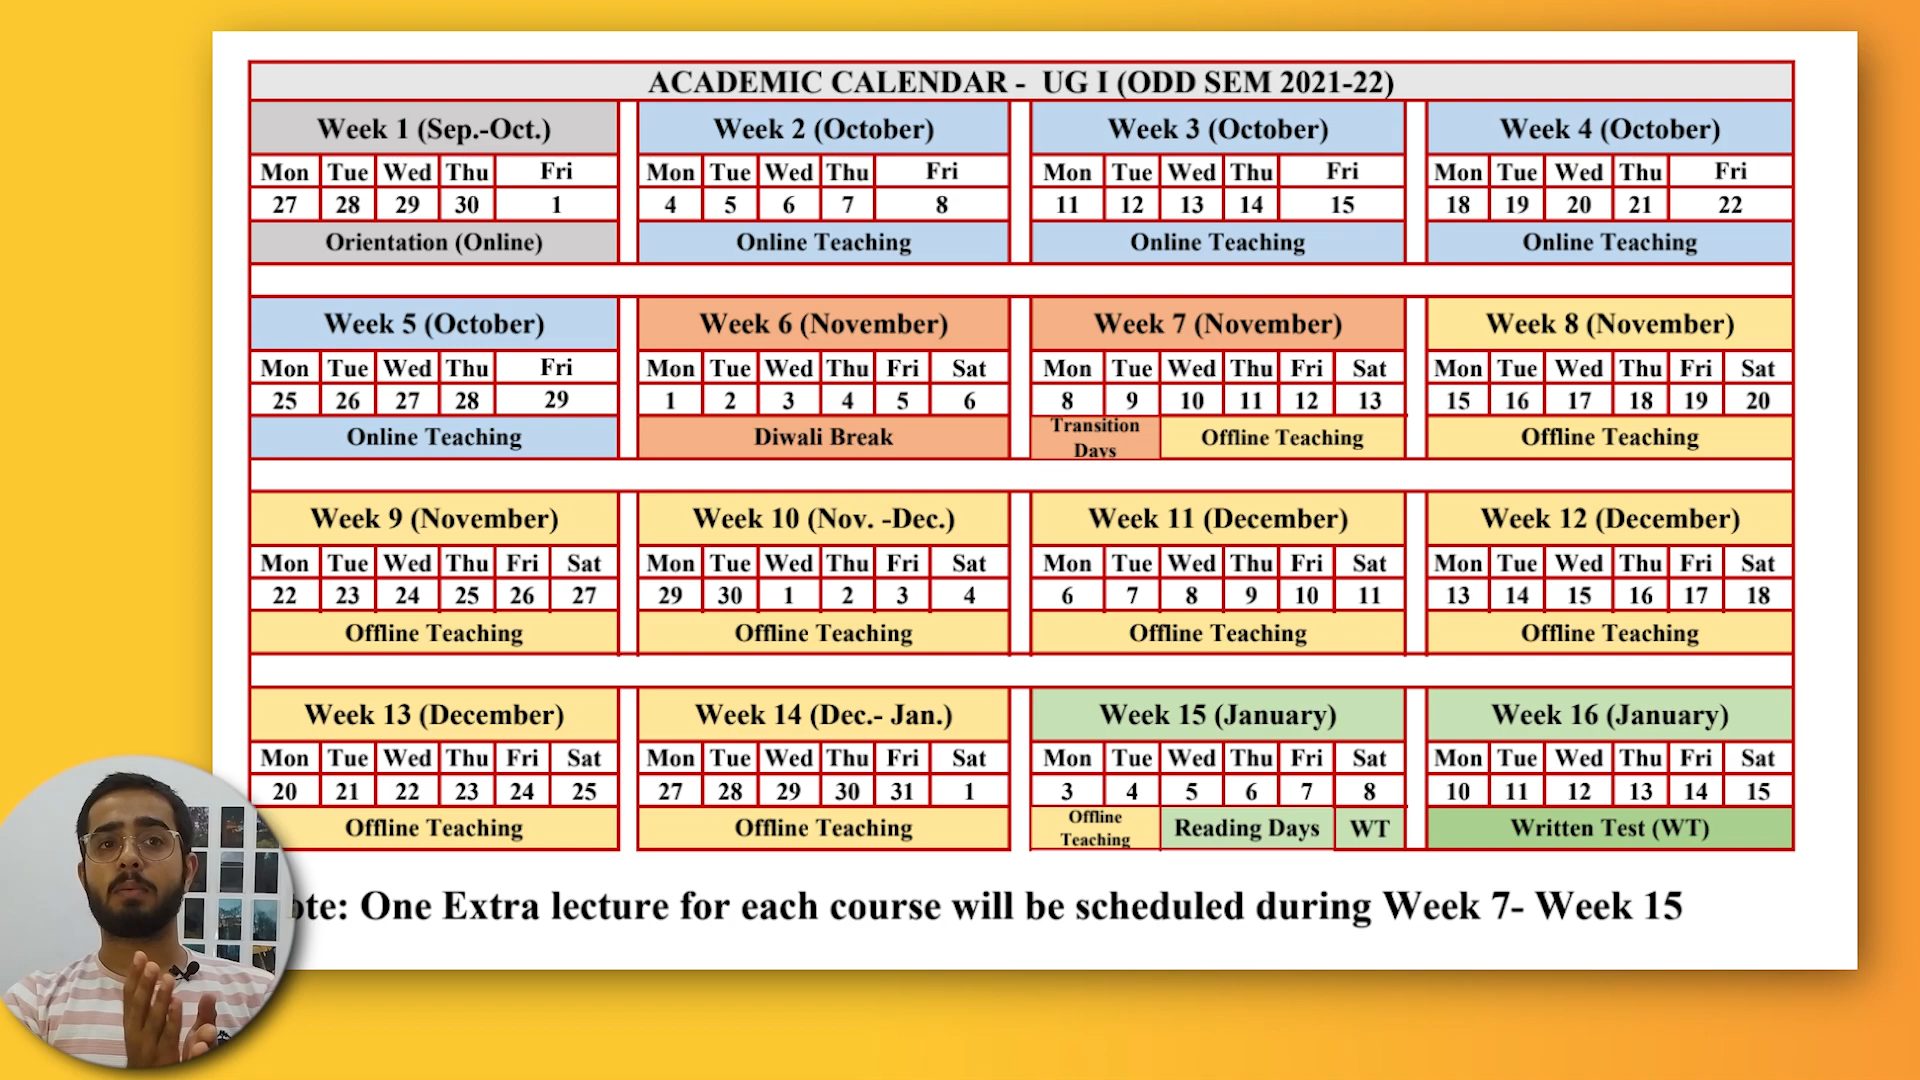 ACADEMIC CALENDAR - UG I (ODD SEM 2021-22)
Week 1 (Sep.-Oct.) Week 2 (October) Week 3 (October) Week 4 (October)
Mon Tue Wed Thu Fri Mon Tue Wed Thu Fri Mon Tue Wed Thu Fri Mon Tue Wed Thu Fri
27 28 29 30 1 4 5 6 7 8 11 12 13 14 15 18 19 20 21 22
Orientation (Online) Online Teaching Online Teaching Online Teaching
Week 5 (October) Week 6 (November) Week 7 (November) Week 8 (November)
Mon Tue Wed Thu Fri Mon Tue Wed Thu Fri Sat Mon Tue Wed Thu Fri Sat Mon Tue Wed Thu Fri Sat
25 26 27 28 29 1 2 3 4 5 6 8 9 10 11 12 13 15 16 17 18 19 20
Online Teaching Diwali Break Transition Days Offline Teaching Offline Teaching
Week 9 (November) Week 10 (Nov. -Dec.) Week 11 (December) Week 12 (December)
Mon Tue Wed Thu Fri Sat Mon Tue Wed Thu Fri Sat Mon Tue Wed Thu Fri Sat Mon Tue Wed Thu Fri Sat
22 23 24 25 26 27 29 30 1 2 3 4 6 7 8 9 10 11 13 14 15 16 17 18
Offline Teaching Offline Teaching Offline Teaching Offline Teaching
Week 13 (December) Week 14 (Dec.- Jan.) Week 15 (January) Week 16 (January)
Mon Tue Wed Thu Fri Sat Mon Tue Wed Thu Fri Sat Mon Tue Wed Thu Fri Sat Mon Tue Wed Thu Fri Sat
20 21 22 23 24 25 27 28 29 30 31 1 3 4 5 6 7 8 10 11 12 13 14 15
Offline Teaching Offline Teaching Offline Teaching Reading Days WT Written Test (WT)
ote: One Extra lecture for each course will be scheduled during Week 7- Week 15